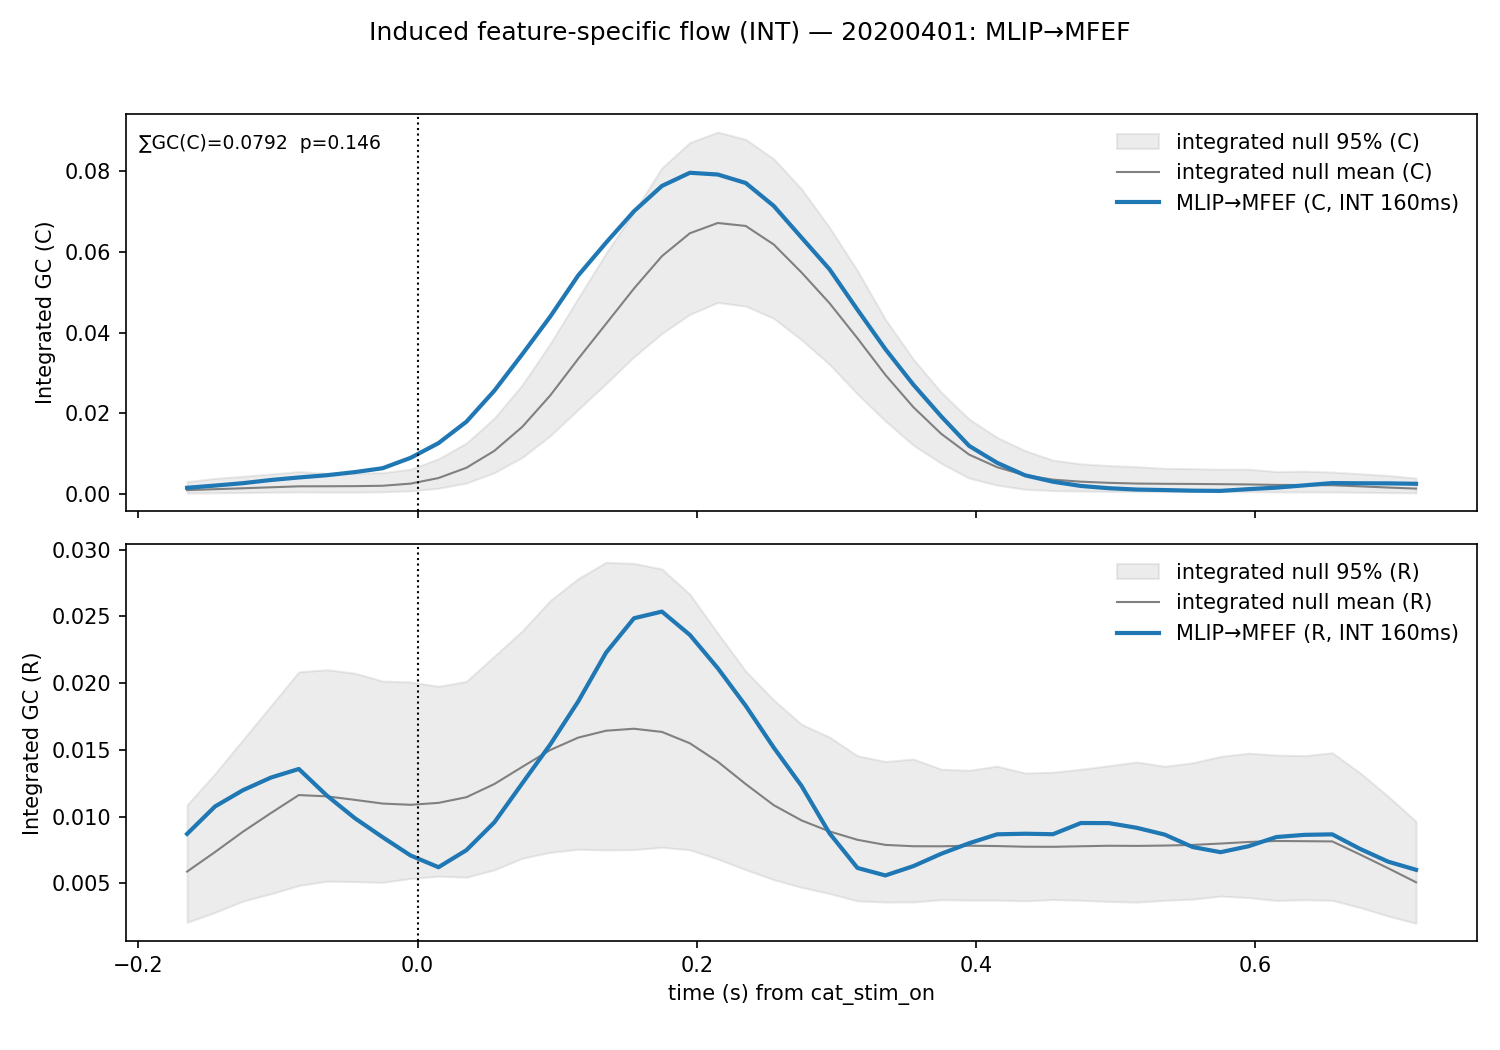 Induced feature-specific flow (INT) — 20200401: MLIP→MFEF
∑GC(C)=0.0792  p=0.146
integrated null 95% (C)
integrated null mean (C)
MLIP→MFEF (C, INT 160ms)
Integrated GC (C)
0.08
0.06
0.04
0.02
0.00
integrated null 95% (R)
integrated null mean (R)
MLIP→MFEF (R, INT 160ms)
Integrated GC (R)
0.030
0.025
0.020
0.015
0.010
0.005
−0.2
0.0
0.2
0.4
0.6
time (s) from cat_stim_on